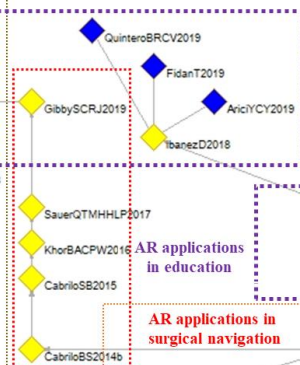 QuinteroBRCV2019
FidanT2019
GibbySCRJ2019
AriciYCY2019
IbanezD2018
SauerQTMHHLP2017
KhorBACPW2016
AR applications
in education
CabriloSB2015
AR applications in
surgical navigation
CabriloBS2014b